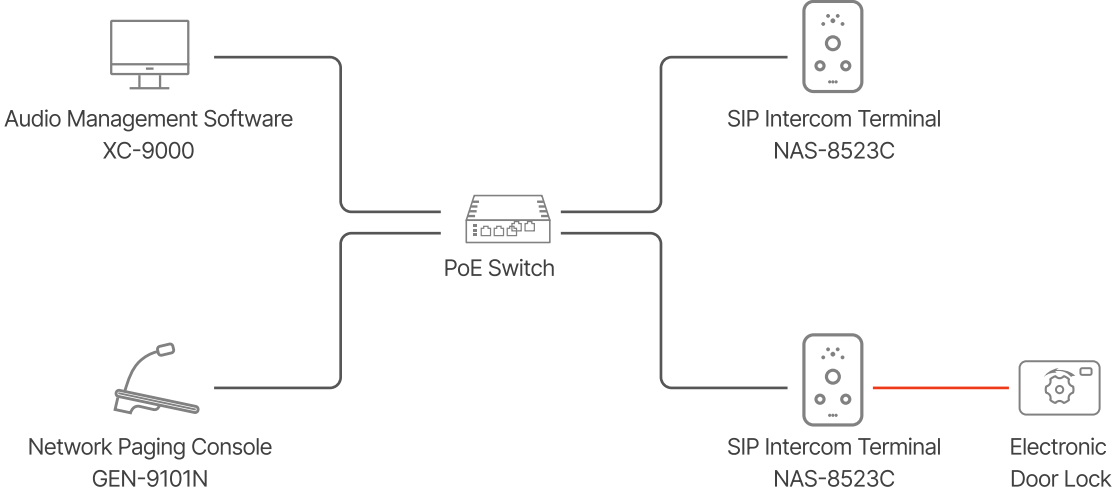 Audio Management Software
XC-9000
SIP Intercom Terminal
NAS-8523C
PoE Switch
Network Paging Console
GEN-9101N
SIP Intercom Terminal
NAS-8523C
Electronic
Door Lock